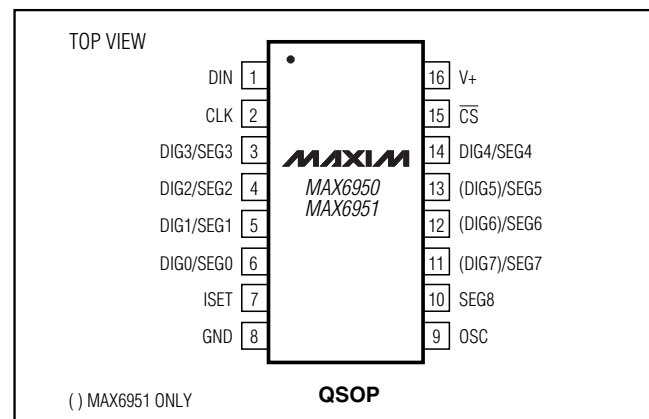 TOP VIEW
DIN 1
CLK 2
DIG3/SEG3 3
DIG2/SEG2 4
DIG1/SEG1 5
DIG0/SEG0 6
ISET 7
GND 8
MAXIM
MAX6950
MAX6951
16 V+
15 C̅S̅
14 DIG4/SEG4
13 (DIG5)/SEG5
12 (DIG6)/SEG6
11 (DIG7)/SEG7
10 SEG8
9 OSC
( ) MAX6951 ONLY
QSOP